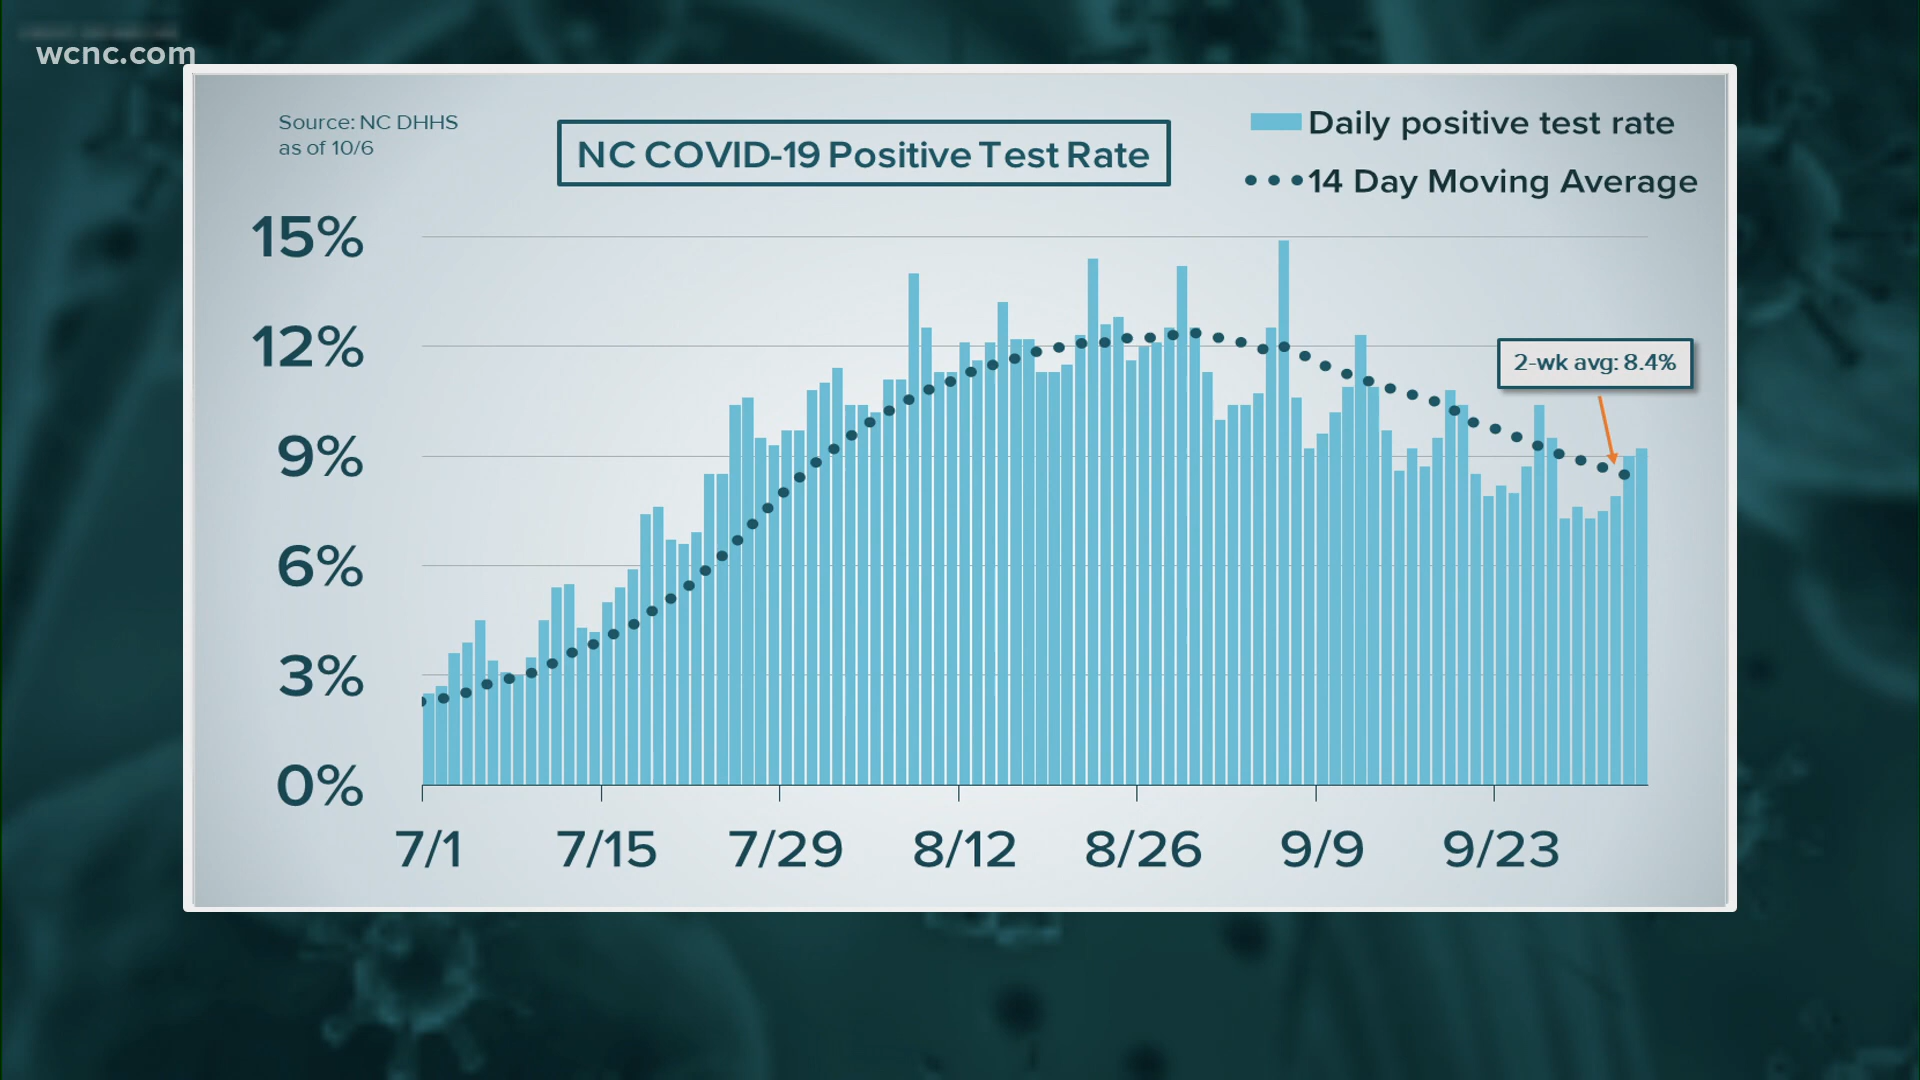 wcnc.com
Source: NC DHHS
as of 10/6
NC COVID-19 Positive Test Rate
Daily positive test rate
14 Day Moving Average
15%
12%
9%
6%
3%
0%
2-wk avg: 8.4%
7/1 7/15 7/29 8/12 8/26 9/9 9/23